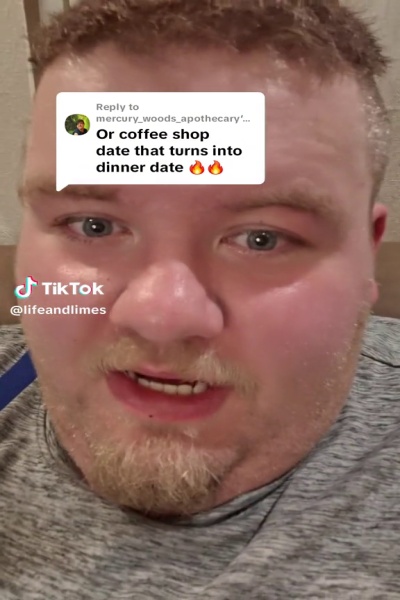 Reply to
mercury_woods_apothecary'...
Or coffee shop
date that turns into
dinner date 🔥🔥
TikTok
@lifeandlimes